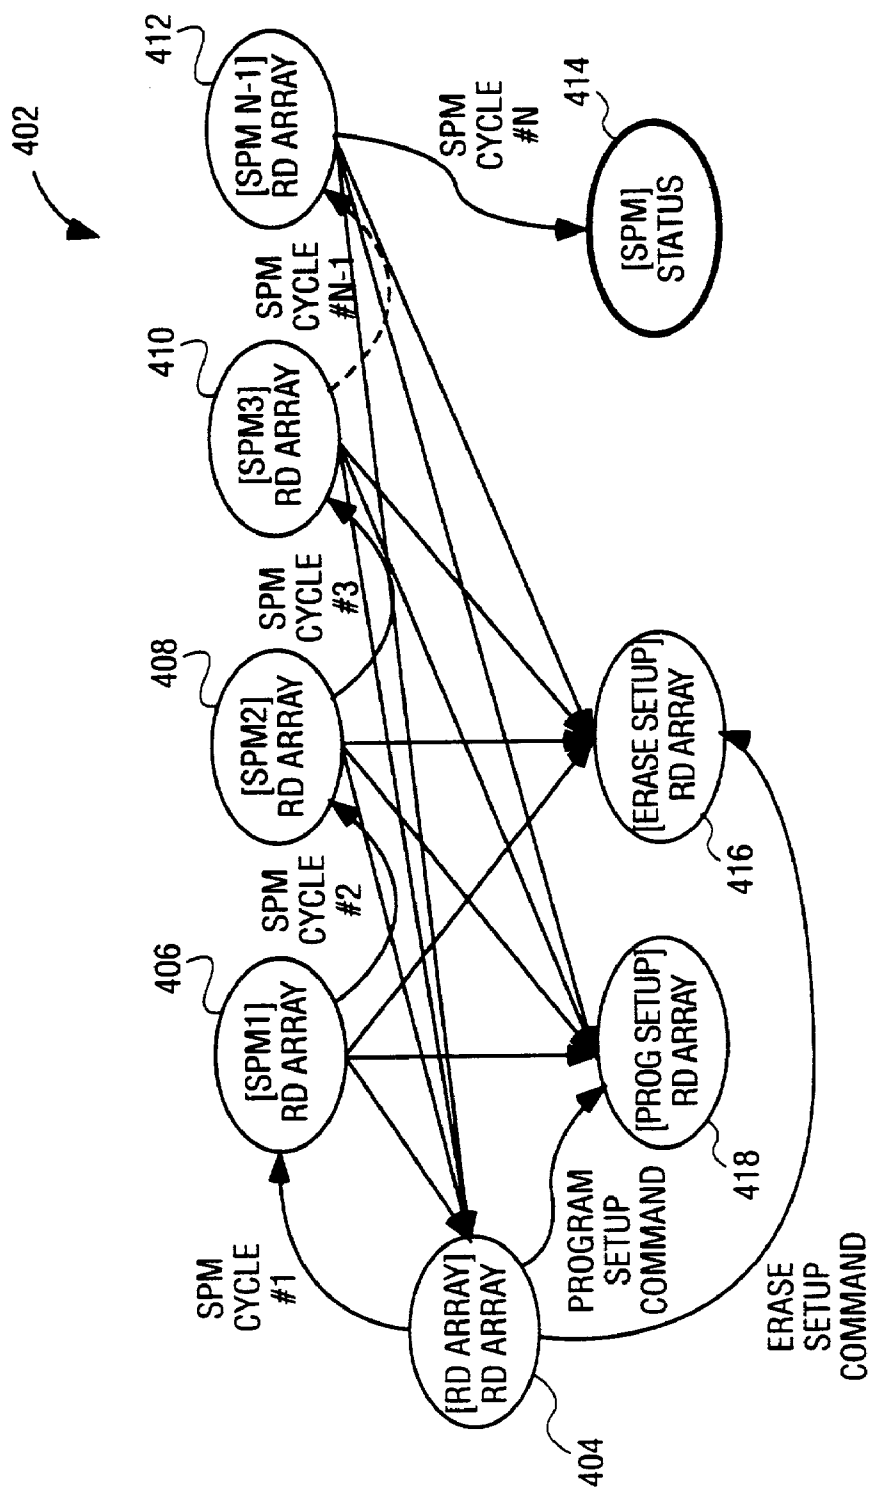 402
412
[SPM N-1]
RD ARRAY
SPM
CYCLE
#N
414
[SPM]
STATUS
SPM
CYCLE
#N-1
410
[SPM3]
RD ARRAY
SPM
CYCLE
#3
408
[SPM2]
RD ARRAY
SPM
CYCLE
#2
406
[SPM1]
RD ARRAY
SPM
CYCLE
#1
[RD ARRAY]
RD ARRAY
404
[ERASE SETUP]
RD ARRAY
416
[PROG SETUP]
RD ARRAY
418
PROGRAM
SETUP
COMMAND
ERASE
SETUP
COMMAND